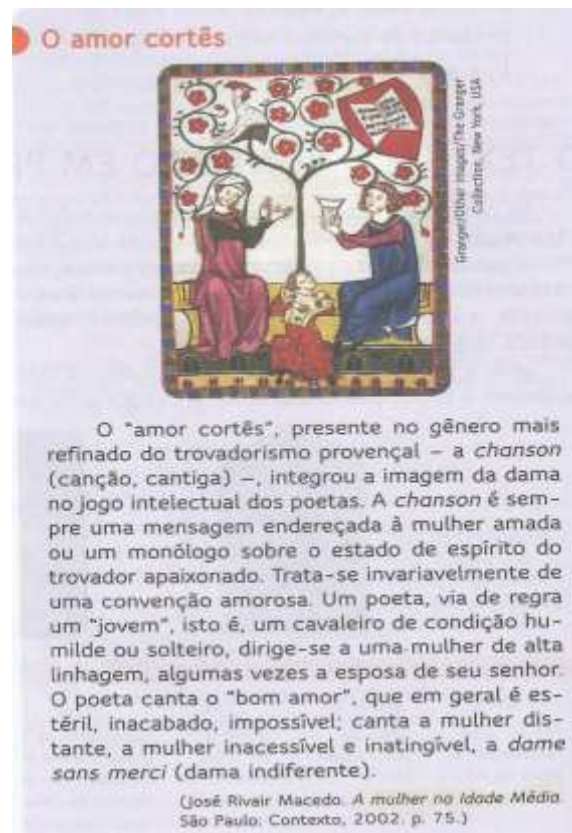 O amor cortês
Granger/Other Images/The Granger
Collection, New York, USA
O "amor cortês", presente no gênero mais
refinado do trovadorismo provençal – a chanson
(canção, cantiga) –, integrou a imagem da dama
no jogo intelectual dos poetas. A chanson é sem-
pre uma mensagem endereçada à mulher amada
ou um monólogo sobre o estado de espírito do
trovador apaixonado. Trata-se invariavelmente de
uma convenção amorosa. Um poeta, via de regra
um "jovem", isto é, um cavaleiro de condição hu-
milde ou solteiro, dirige-se a uma mulher de alta
linhagem, algumas vezes a esposa de seu senhor.
O poeta canta o "bom amor", que em geral é es-
téril, inacabado, impossível; canta a mulher dis-
tante, a mulher inacessível e inatingível, a dame
sans merci (dama indiferente).
(José Rivair Macedo. A mulher na Idade Média.
São Paulo: Contexto, 2002. p. 75.)